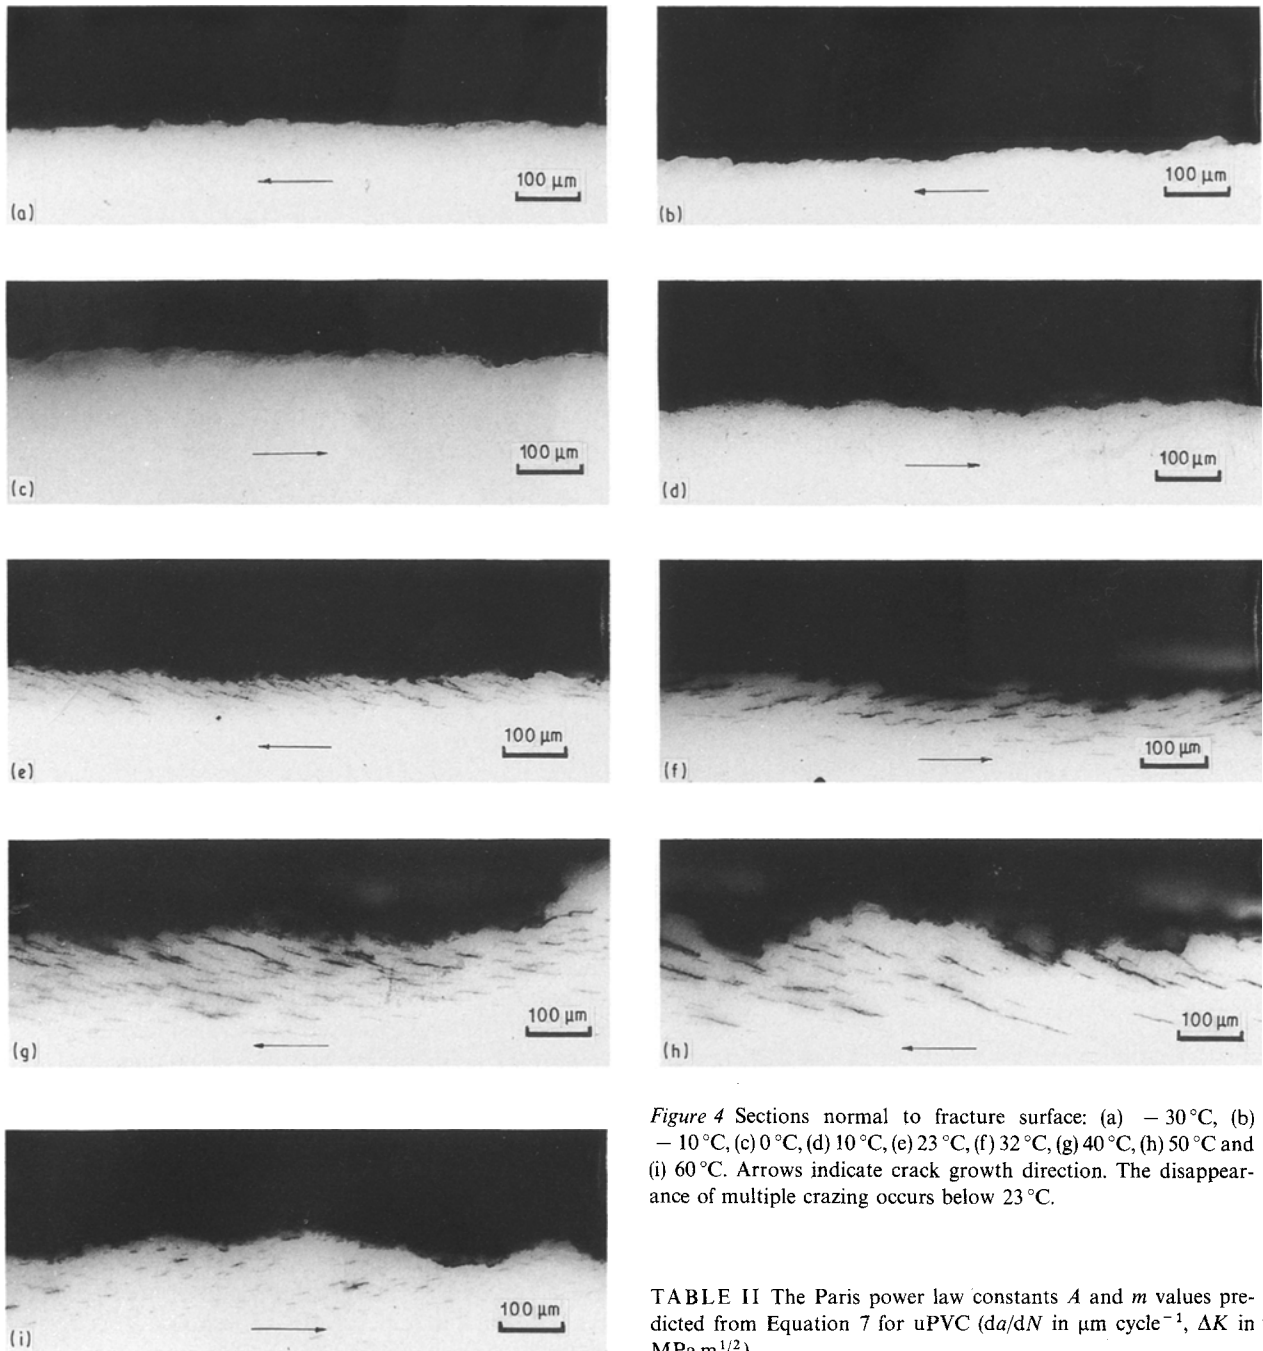 100 μm
(a)
100 μm
(b)
100 μm
(c)
100 μm
(d)
100 μm
(e)
100 μm
(f)
100 μm
(g)
100 μm
(h)
Figure 4 Sections normal to fracture surface: (a) − 30 °C, (b)
− 10 °C, (c) 0 °C, (d) 10 °C, (e) 23 °C, (f) 32 °C, (g) 40 °C, (h) 50 °C and
(i) 60 °C. Arrows indicate crack growth direction. The disappear-
ance of multiple crazing occurs below 23 °C.
100 μm
(i)
TABLE II The Paris power law constants A and m values pre-
dicted from Equation 7 for uPVC (da/dN in μm cycle⁻¹, ΔK in
MPa m¹/²)